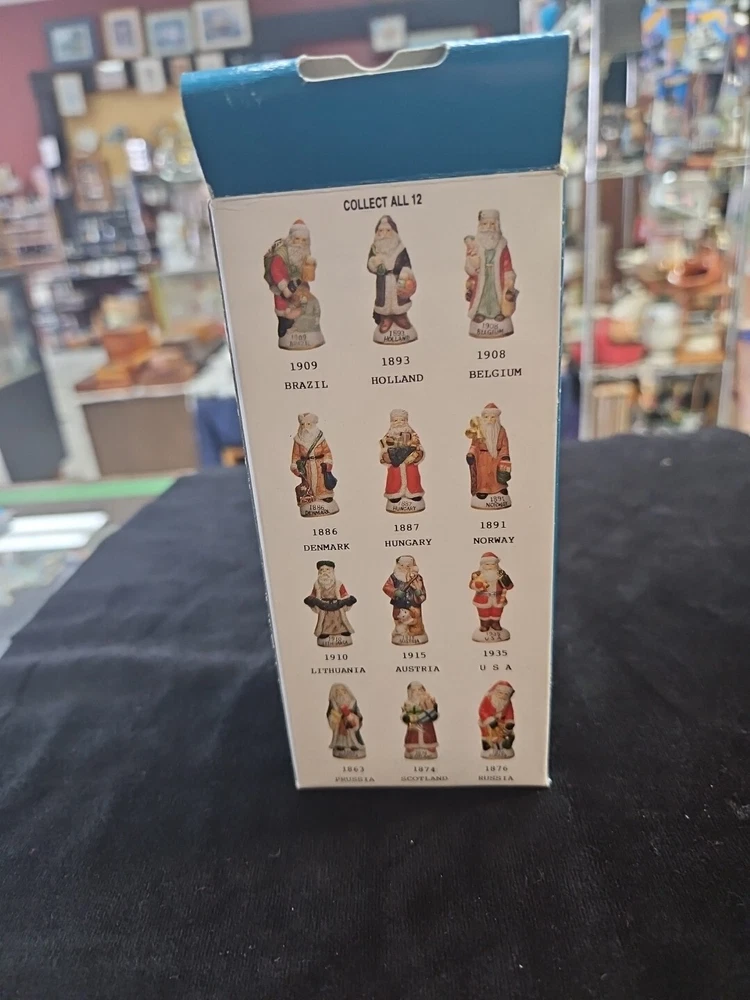 COLLECT ALL 12
1909 1893 1908
BRAZIL HOLLAND BELGIUM
1886 1887 1891
DENMARK HUNGARY NORWAY
1910 1915 1935
LITHUANIA AUSTRIA U S A
1863 1874 1876
PRUSSIA SCOTLAND RUSSIA